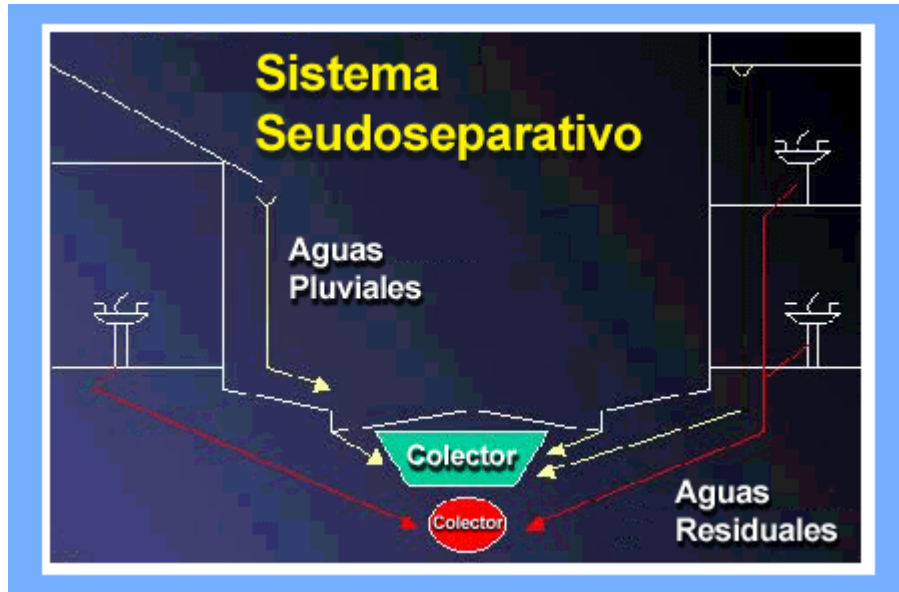 Sistema
Seudoseparativo
Aguas
Pluviales
Colector
Colector
Aguas
Residuales